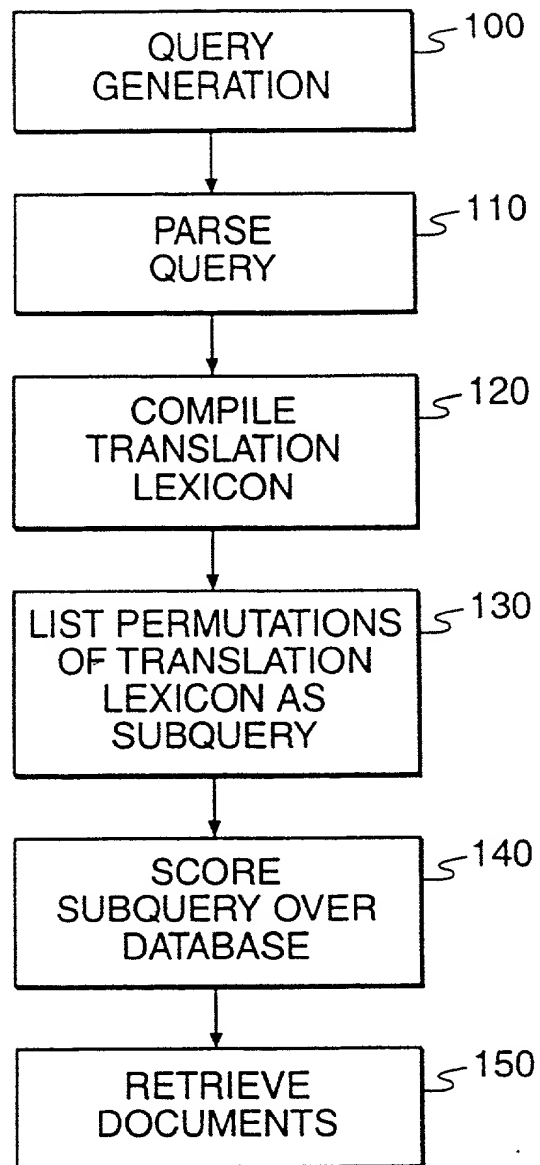 100
QUERY
GENERATION
110
PARSE
QUERY
120
COMPILE
TRANSLATION
LEXICON
130
LIST PERMUTATIONS
OF TRANSLATION
LEXICON AS
SUBQUERY
140
SCORE
SUBQUERY OVER
DATABASE
150
RETRIEVE
DOCUMENTS